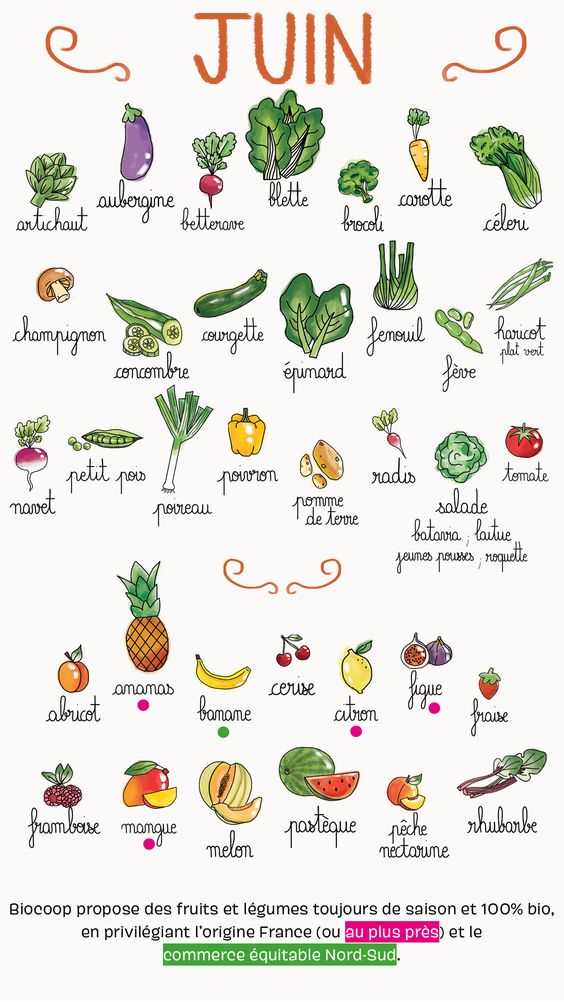 JUIN
artichaut
aubergine
betterave
blette
brocoli
carotte
céleri
champignon
concombre
courgette
épinard
fenouil
fève
haricot
plat vert
navet
petit pois
poireau
poivron
pomme
de terre
radis
salade
batavia ; laitue
jeunes pousses ; roquette
tomate
abricot
ananas
banane
cerise
citron
figue
fraise
framboise
mangue
melon
pastèque
pêche
nectarine
rhubarbe
Biocoop propose des fruits et légumes toujours de saison et 100% bio,
en privilégiant l'origine France (ou au plus près) et le
commerce équitable Nord-Sud.